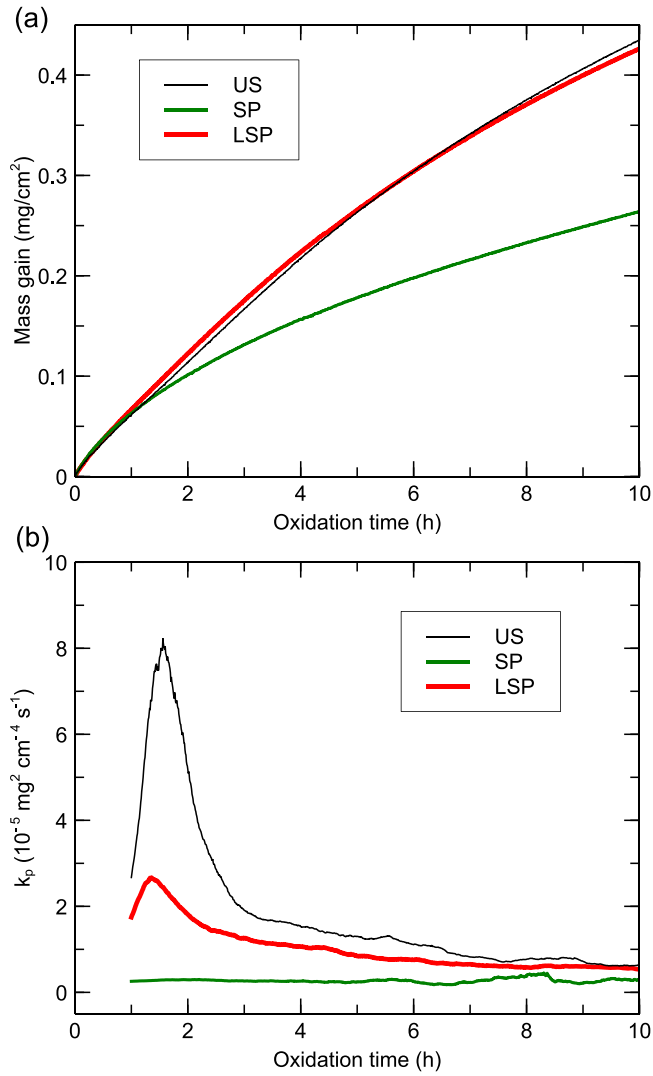 (a)
Mass gain (mg/cm²)
0.4
0.3
0.2
0.1
0
US
SP
LSP
0 2 4 6 8 10
Oxidation time (h)
(b)
kₚ (10⁻⁵ mg² cm⁻⁴ s⁻¹)
10
8
6
4
2
0
US
SP
LSP
0 2 4 6 8 10
Oxidation time (h)